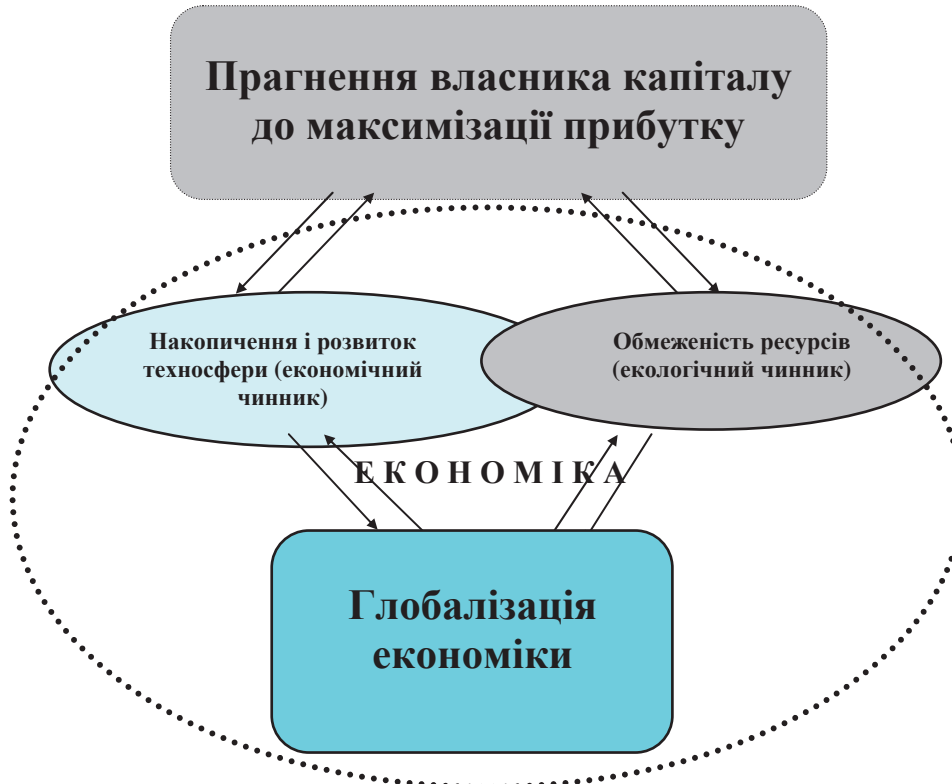 Прагнення власника капіталу
до максимізації прибутку
Накопичення і розвиток
техносфери (економічний
чинник)
Обмеженість ресурсів
(екологічний чинник)
Е К О Н О М І К А
Глобалізація
економіки